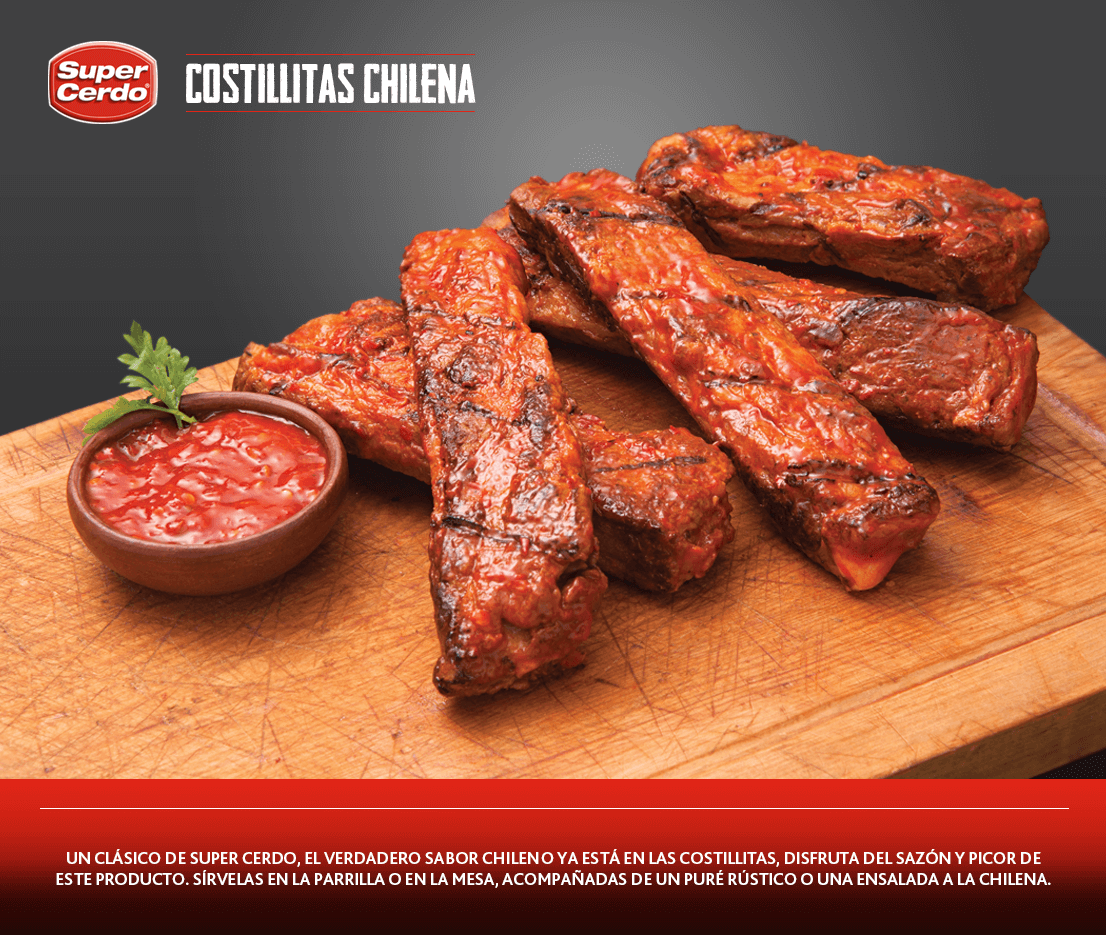 Super
Cerdo®
COSTILLITAS CHILENA
UN CLÁSICO DE SUPER CERDO, EL VERDADERO SABOR CHILENO YA ESTÁ EN LAS COSTILLITAS, DISFRUTA DEL SAZÓN Y PICOR DE
ESTE PRODUCTO. SÍRVELAS EN LA PARRILLA O EN LA MESA, ACOMPAÑADAS DE UN PURÉ RÚSTICO O UNA ENSALADA A LA CHILENA.